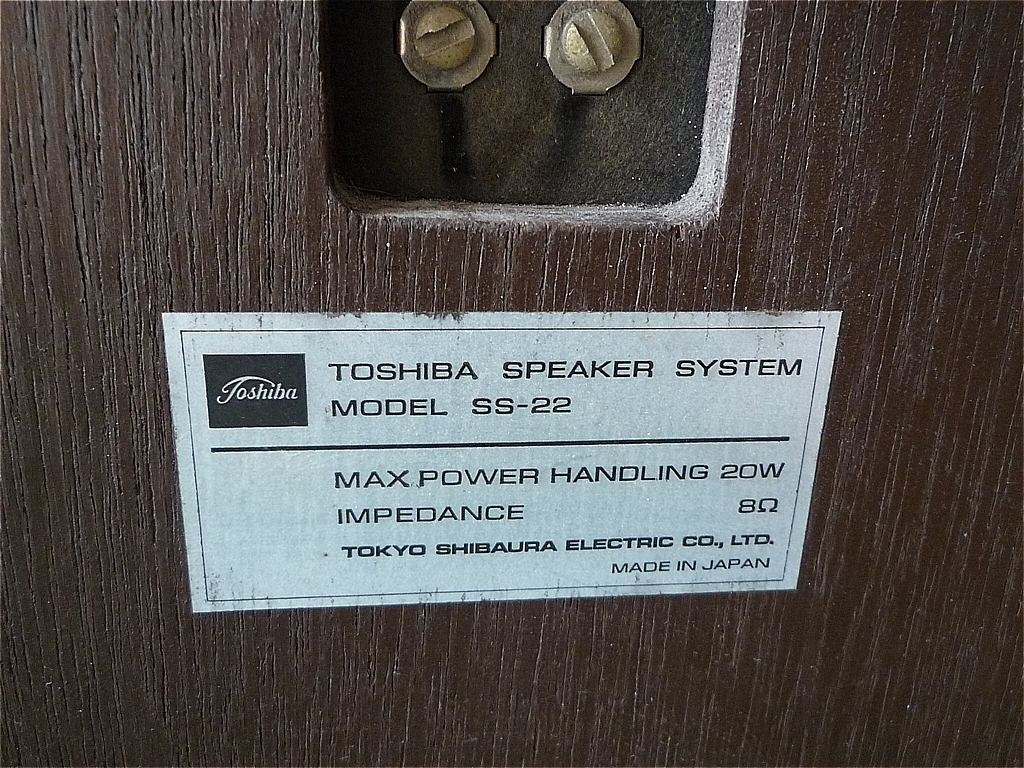 Toshiba
TOSHIBA SPEAKER SYSTEM
MODEL SS-22
MAX. POWER HANDLING 20W
IMPEDANCE 8Ω
TOKYO SHIBAURA ELECTRIC CO., LTD.
MADE IN JAPAN